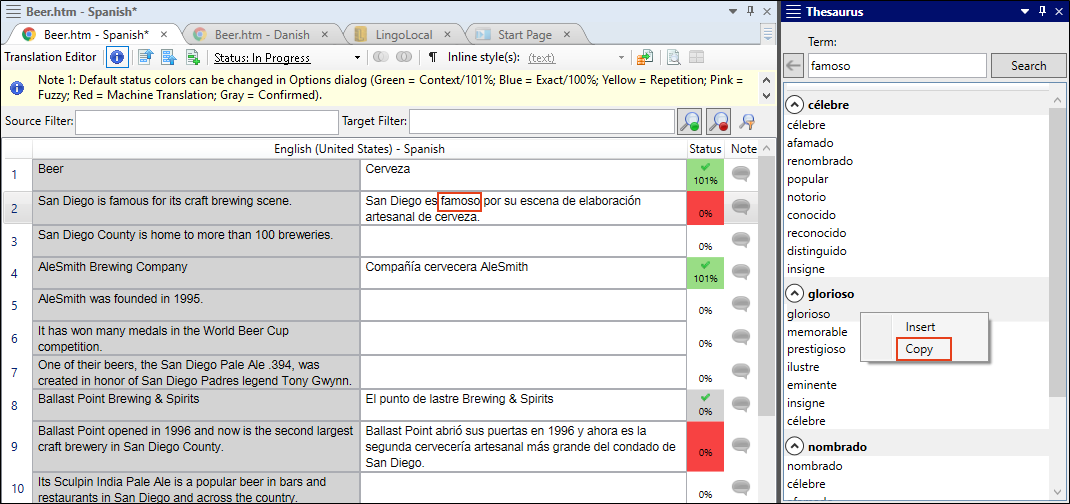 Beer.htm - Spanish*
Beer.htm - Spanish*
Beer.htm - Danish
LingoLocal
Start Page
Translation Editor
Status: In Progress
Inline style(s):
(text)
Note 1: Default status colors can be changed in Options dialog (Green = Context/101%; Blue = Exact/100%; Yellow = Repetition; Pink =
Fuzzy; Red = Machine Translation; Gray = Confirmed).
Source Filter:
Target Filter:
English (United States) - Spanish
Status
Note
1
Beer
Cerveza
101%
2
San Diego is famous for its craft brewing scene.
San Diego es famoso por su escena de elaboración
artesanal de cerveza.
0%
3
San Diego County is home to more than 100 breweries.
0%
4
AleSmith Brewing Company
Compañía cervecera AleSmith
101%
5
AleSmith was founded in 1995.
0%
6
It has won many medals in the World Beer Cup
competition.
0%
7
One of their beers, the San Diego Pale Ale .394, was
created in honor of San Diego Padres legend Tony Gwynn.
0%
8
Ballast Point Brewing & Spirits
El punto de lastre Brewing & Spirits
0%
9
Ballast Point opened in 1996 and now is the second largest
craft brewery in San Diego County.
Ballast Point abrió sus puertas en 1996 y ahora es la
segunda cervecería artesanal más grande del condado de
San Diego.
0%
10
Its Sculpin India Pale Ale is a popular beer in bars and
restaurants in San Diego and across the country.
0%
Thesaurus
Term:
famoso
Search
célebre
célebre
afamado
renombrado
popular
notorio
conocido
reconocido
distinguido
insigne
glorioso
glorioso
memorable
prestigioso
ilustre
eminente
insigne
célebre
Insert
Copy
nombrado
nombrado
célebre